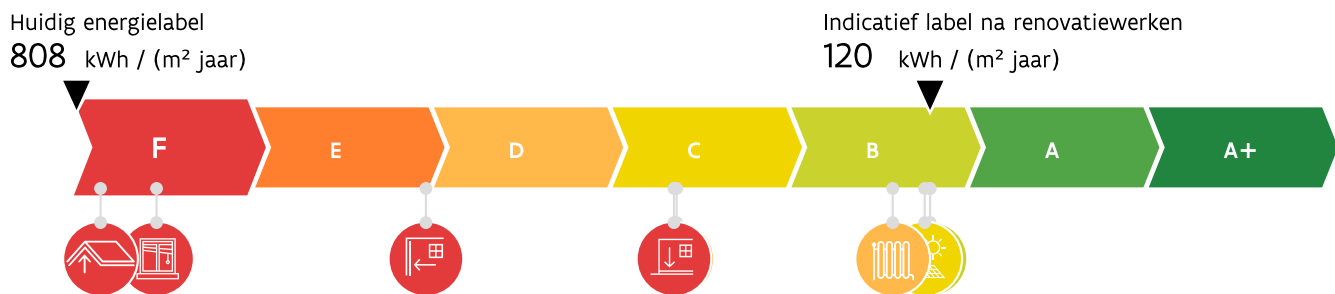 Huidig energielabel
808 kWh / (m² jaar)
Indicatief label na renovatiewerken
120 kWh / (m² jaar)
F E D C B A A+